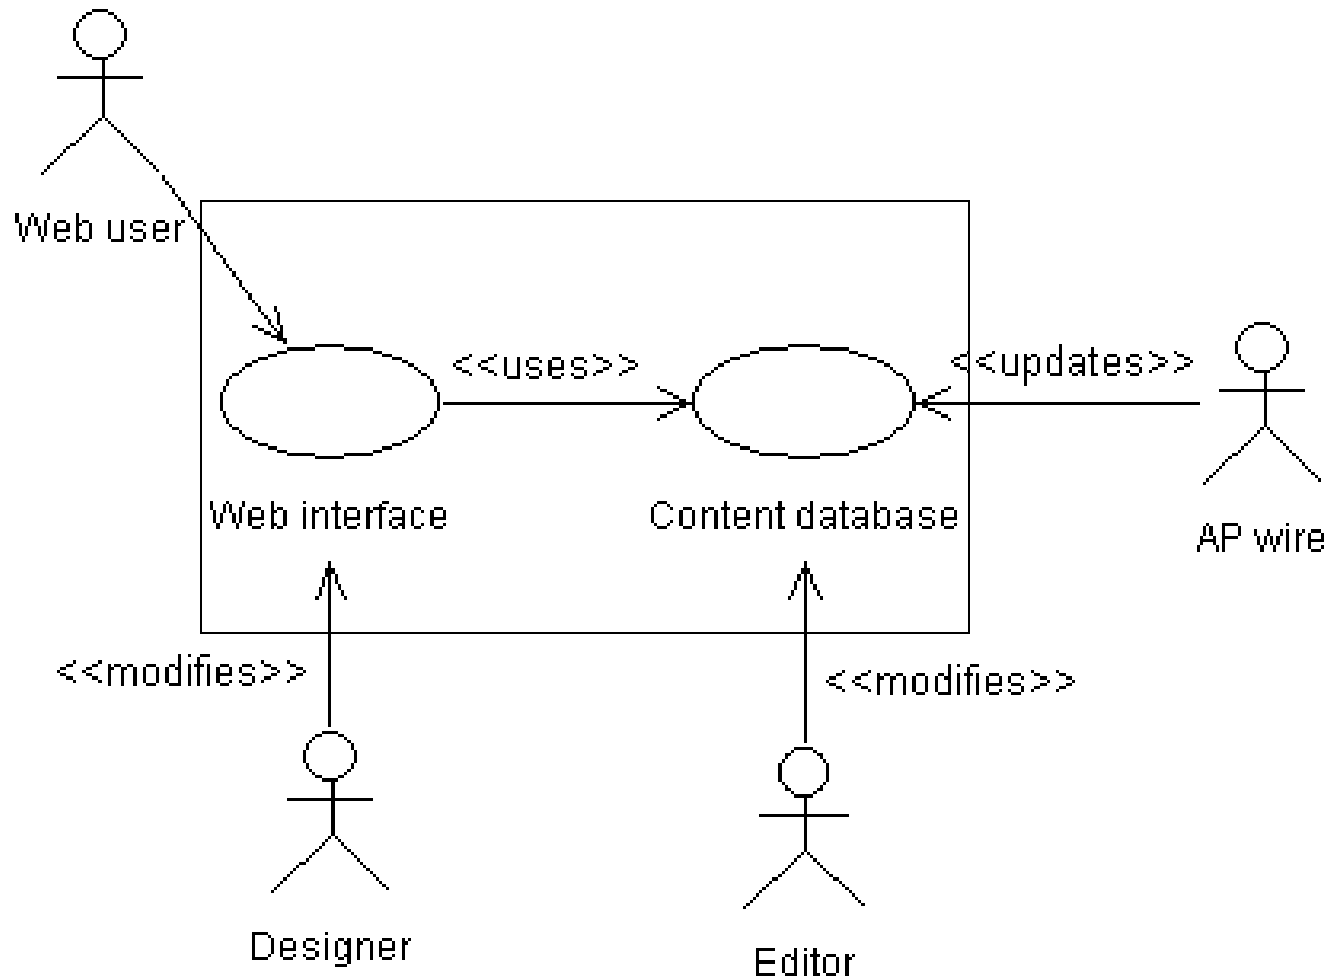 Web user
<<uses>>
<<updates>>
Web interface
Content database
AP wire
<<modifies>>
<<modifies>>
Designer
Editor